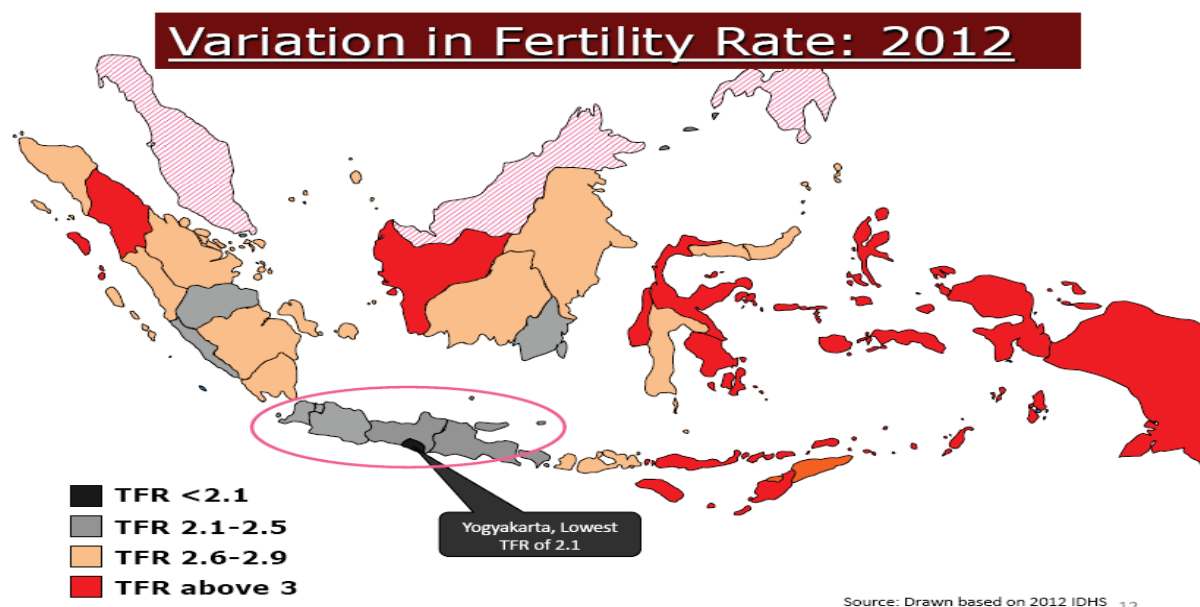 Variation in Fertility Rate: 2012
TFR <2.1
TFR 2.1-2.5
TFR 2.6-2.9
TFR above 3
Yogyakarta, Lowest
TFR of 2.1
Source: Drawn based on 2012 IDHS
12